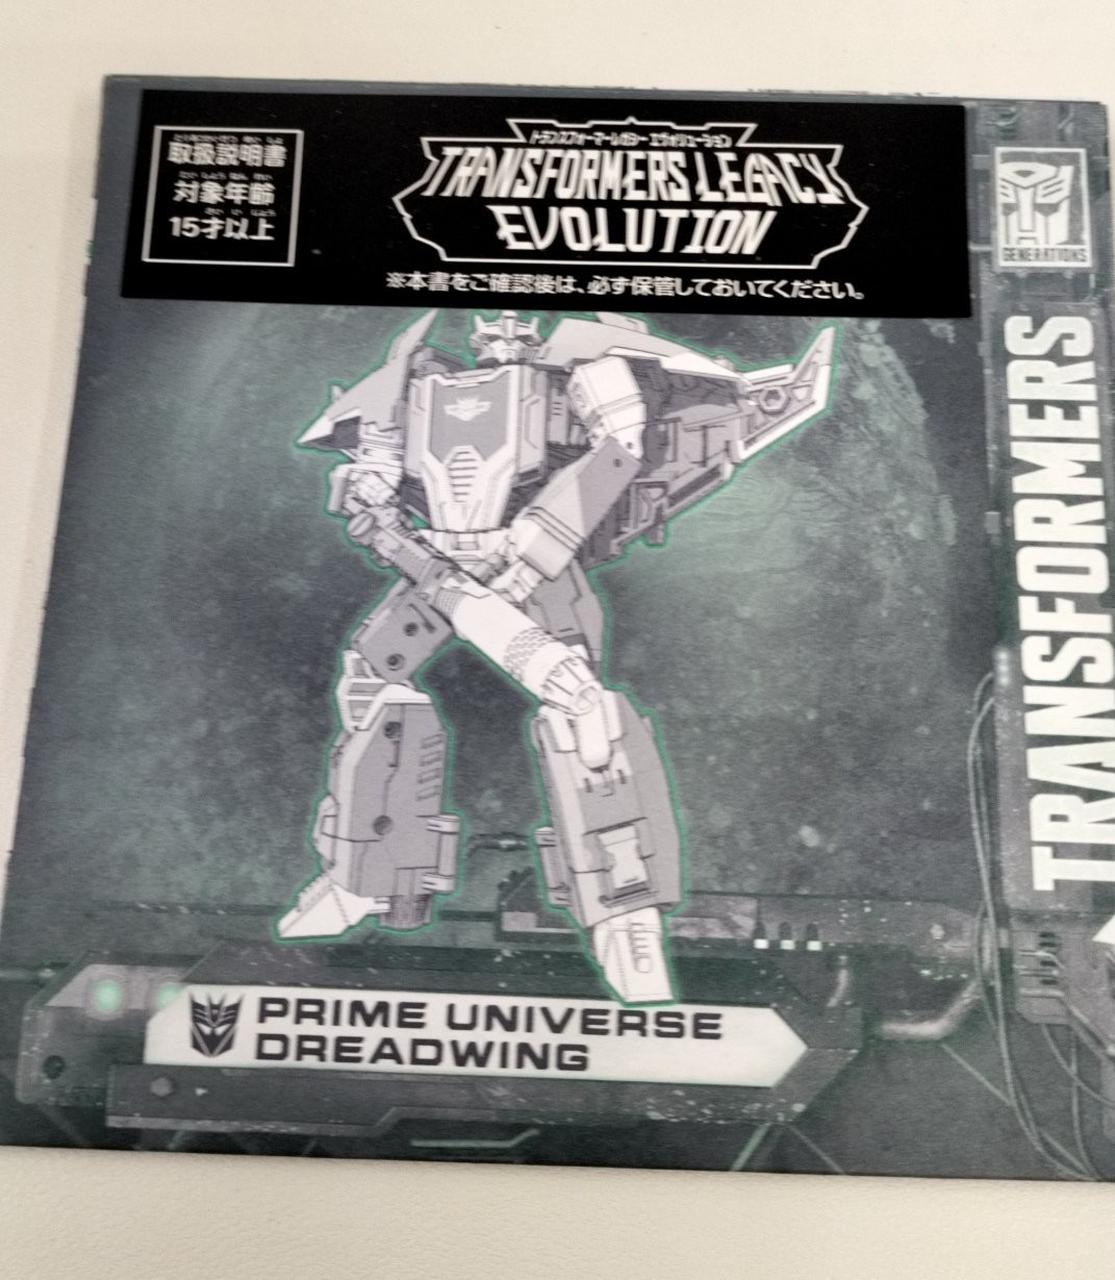 取扱説明書
対象年齢
15才以上
トランスフォーマーレガシー エヴォリューション
TRANSFORMERS LEGACY
EVOLUTION
※本書をご確認後は、必ず保管しておいてください。
GENERATIONS
TRANSFORMERS
PRIME UNIVERSE
DREADWING